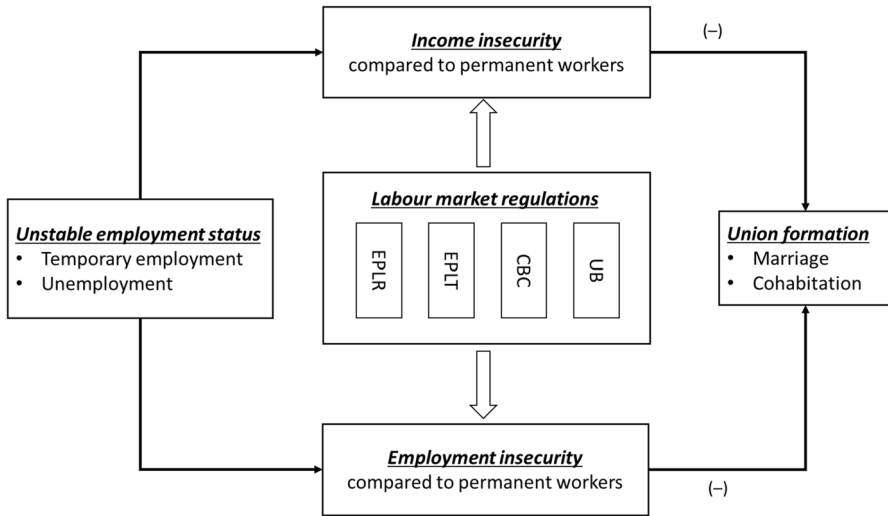 Income insecurity
compared to permanent workers
(–)
Labour market regulations
EPLR
EPLT
CBC
UB
Unstable employment status
• Temporary employment
• Unemployment
Union formation
• Marriage
• Cohabitation
Employment insecurity
compared to permanent workers
(–)